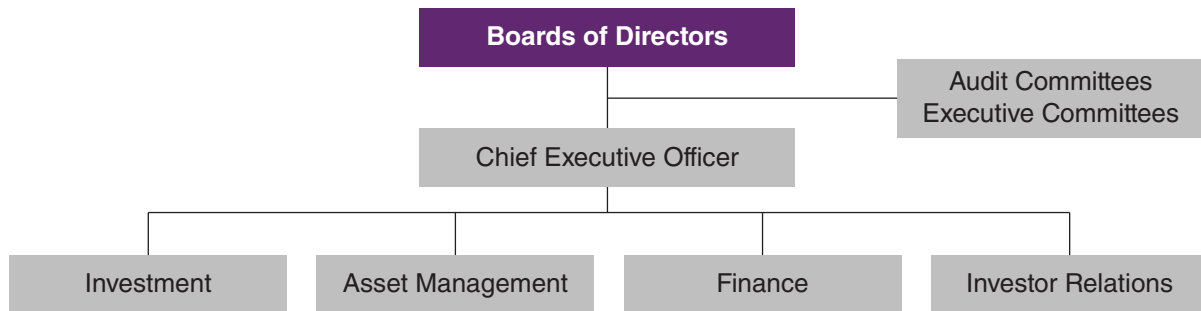 Boards of Directors
Audit Committees
Executive Committees
Chief Executive Officer
Investment
Asset Management
Finance
Investor Relations